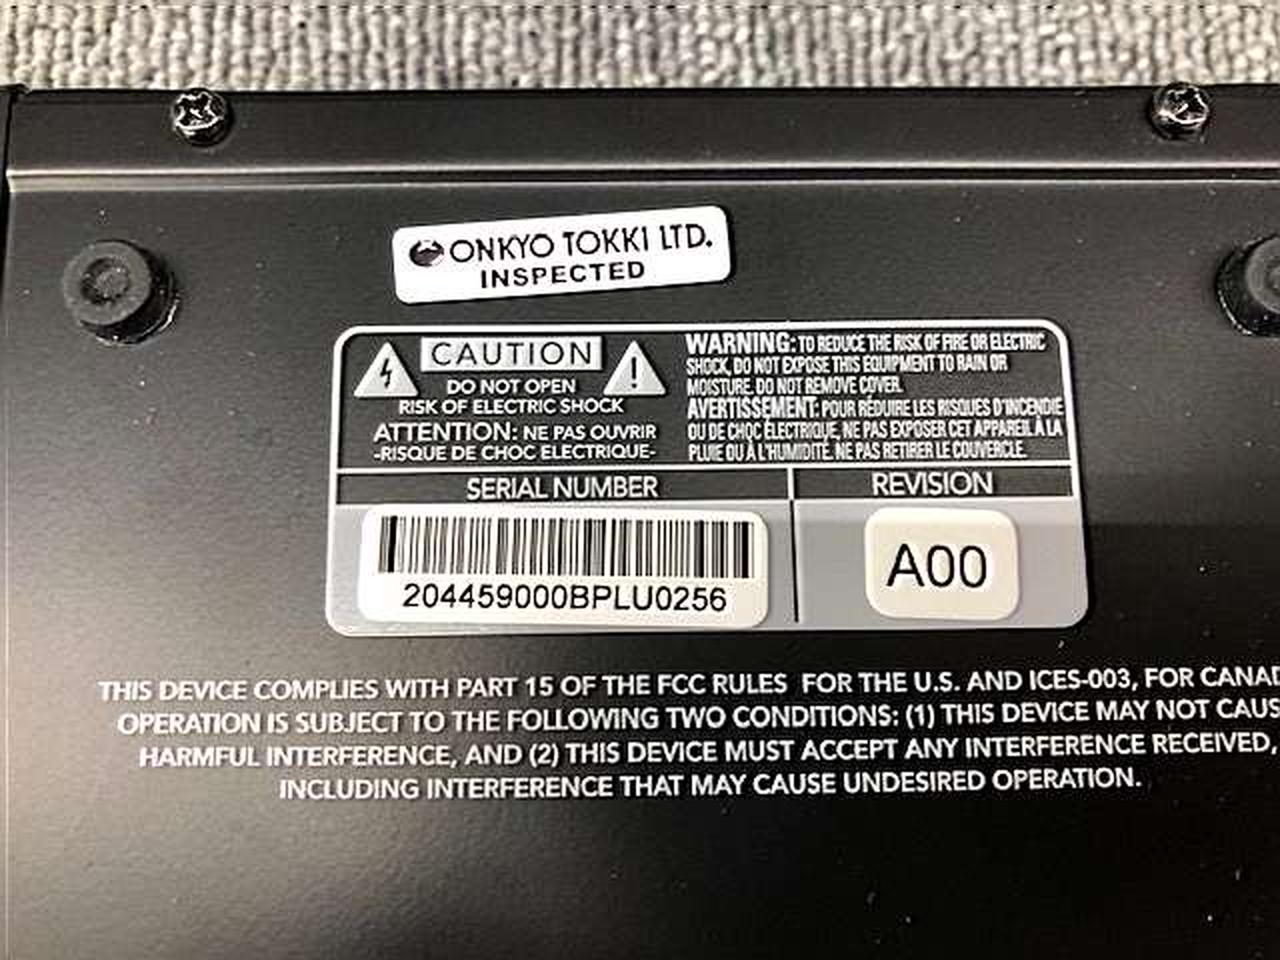 ONKYO TOKKI LTD.
INSPECTED
CAUTION
DO NOT OPEN
RISK OF ELECTRIC SHOCK
ATTENTION: NE PAS OUVRIR
-RISQUE DE CHOC ELECTRIQUE-
WARNING: TO REDUCE THE RISK OF FIRE OR ELECTRIC
SHOCK, DO NOT EXPOSE THIS EQUIPMENT TO RAIN OR
MOISTURE. DO NOT REMOVE COVER.
AVERTISSEMENT: POUR RÉDUIRE LES RISQUES D'INCENDIE
OU DE CHOC ÉLECTRIQUE, NE PAS EXPOSER CET APPAREIL À LA
PLUIE OU À L'HUMIDITÉ. NE PAS RETIRER LE COUVERCLE.
SERIAL NUMBER
REVISION
204459000BPLU0256
A00
THIS DEVICE COMPLIES WITH PART 15 OF THE FCC RULES FOR THE U.S. AND ICES-003, FOR CANAD
OPERATION IS SUBJECT TO THE FOLLOWING TWO CONDITIONS: (1) THIS DEVICE MAY NOT CAUS
HARMFUL INTERFERENCE, AND (2) THIS DEVICE MUST ACCEPT ANY INTERFERENCE RECEIVED,
INCLUDING INTERFERENCE THAT MAY CAUSE UNDESIRED OPERATION.